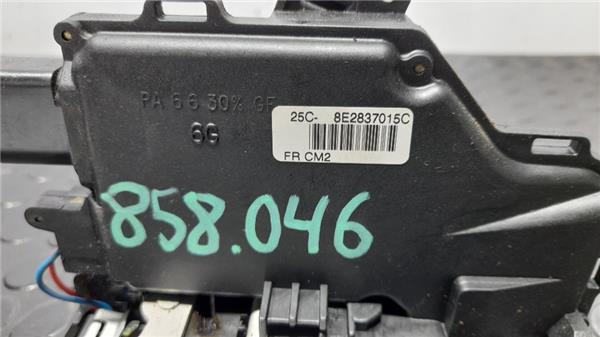 PA 6 6 30% GF
6G
25C- 8E2837015C
FR CM2
858.046